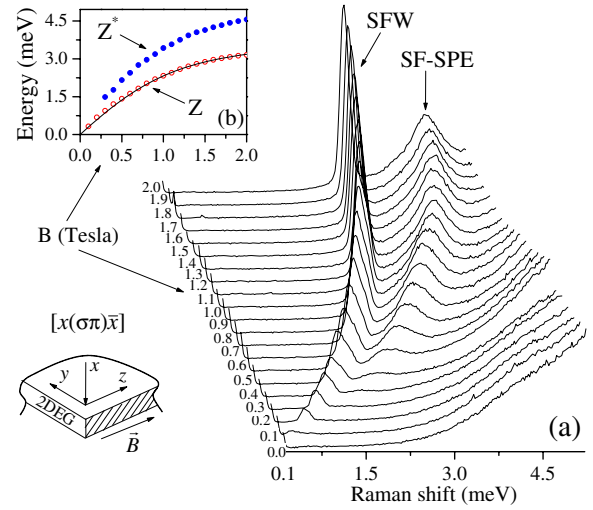 Energy (meV)
4.5
3.0
1.5
0.0
Z*
Z
(b)
0.0 0.5 1.0 1.5 2.0
SFW
SF-SPE
B (Tesla)
2.0
1.9
1.8
1.7
1.6
1.5
1.4
1.3
1.2
1.1
1.0
0.9
0.8
0.7
0.6
0.5
0.4
0.3
0.2
0.1
0.0
[x(σπ)x̄]
x
y
z
2DEG
B⃗
(a)
0.1 1.5 3.0 4.5
Raman shift (meV)